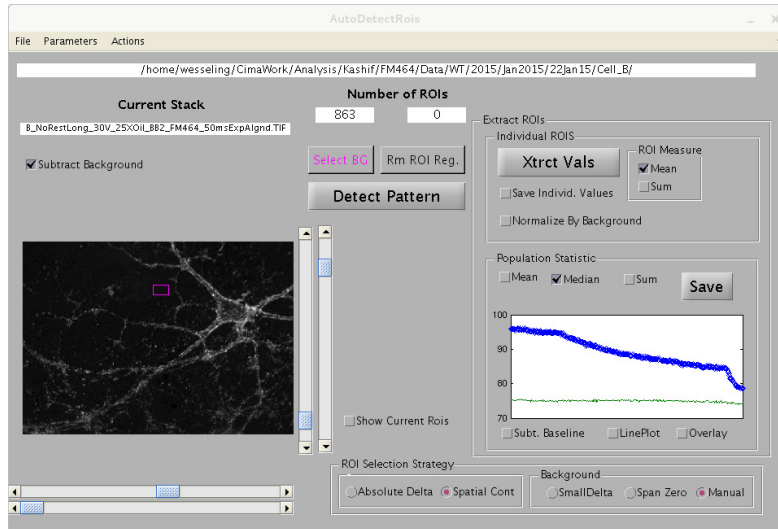 AutoDetectRois
File Parameters Actions
/home/wesseling/CimaWork/Analysis/Kashif/FM464/Data/WT/2015/Jan2015/22Jan15/Cell_B/
Current Stack
Number of ROIs
863 0
B_NoRestLong_30V_25XOil_BB2_FM464_50msExpAlgnd.TIF
Subtract Background
Select BG
Rm ROI Reg.
Detect Pattern
Extract ROIs
Individual ROIS
Xtrct Vals
ROI Measure
Mean
Sum
Save Individ. Values
Normalize By Background
Population Statistic
Mean Median Sum
Save
100
90
80
70
Subt. Baseline LinePlot Overlay
Show Current Rois
ROI Selection Strategy
Absolute Delta Spatial Cont
Background
SmallDelta Span Zero Manual